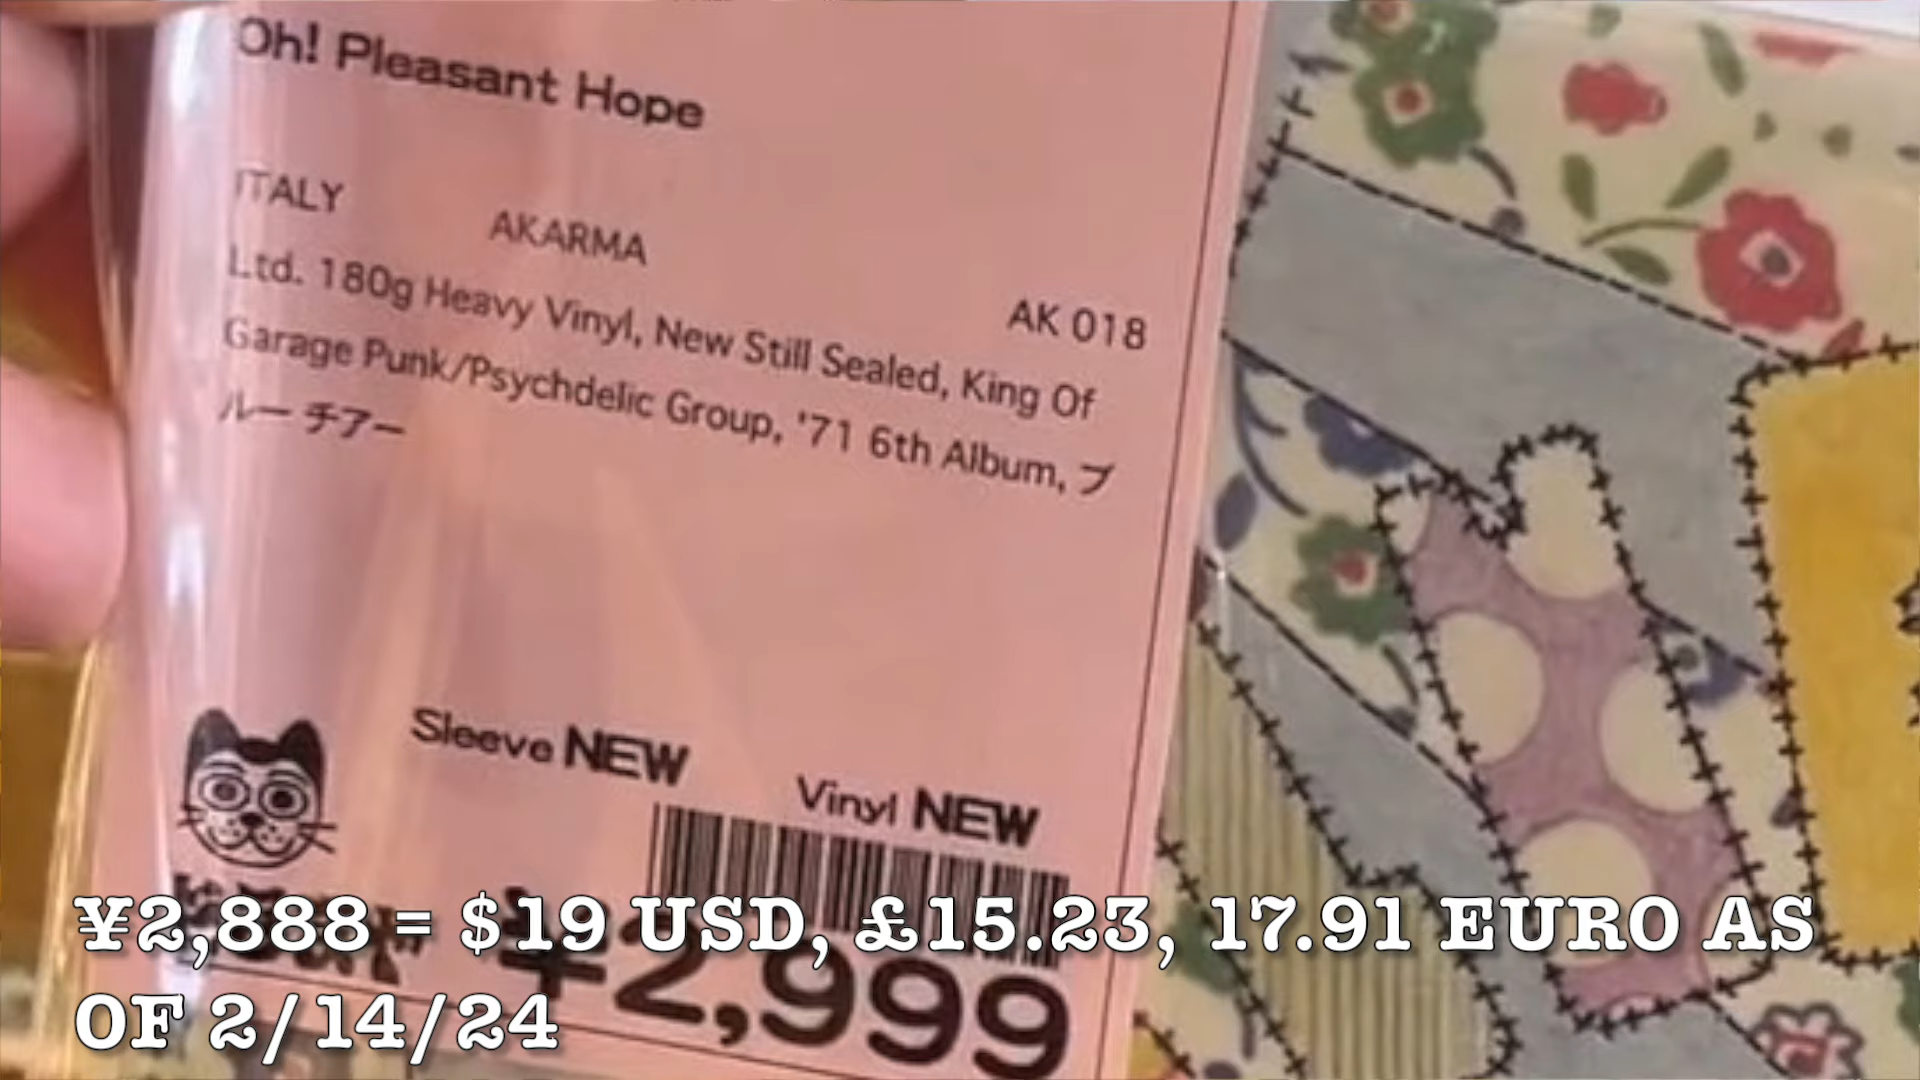 Oh! Pleasant Hope
ITALY
AKARMA
AK 018
Ltd. 180g Heavy Vinyl, New Still Sealed, King Of
Garage Punk/Psychdelic Group, '71 6th Album, ブ
ルー チアー
Sleeve NEW
Vinyl NEW
¥2,999
¥2,888 = $19 USD, £15.23, 17.91 EURO AS
OF 2/14/24